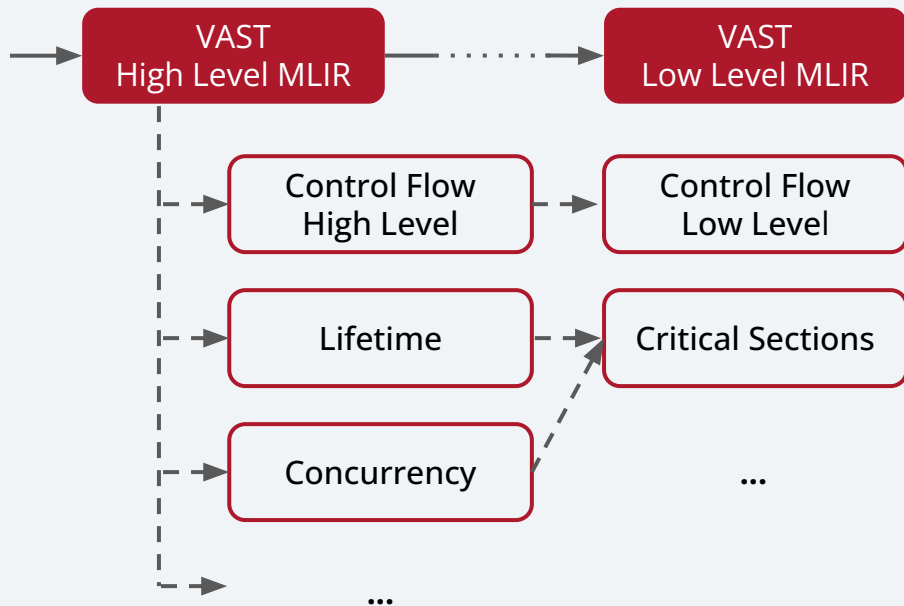 VAST
High Level MLIR
VAST
Low Level MLIR
Control Flow
High Level
Control Flow
Low Level
Lifetime
Critical Sections
Concurrency
...
...